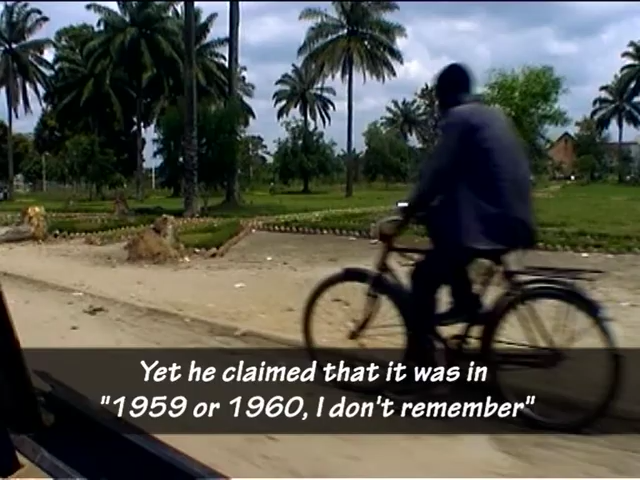 Yet he claimed that it was in
"1959 or 1960, I don't remember"